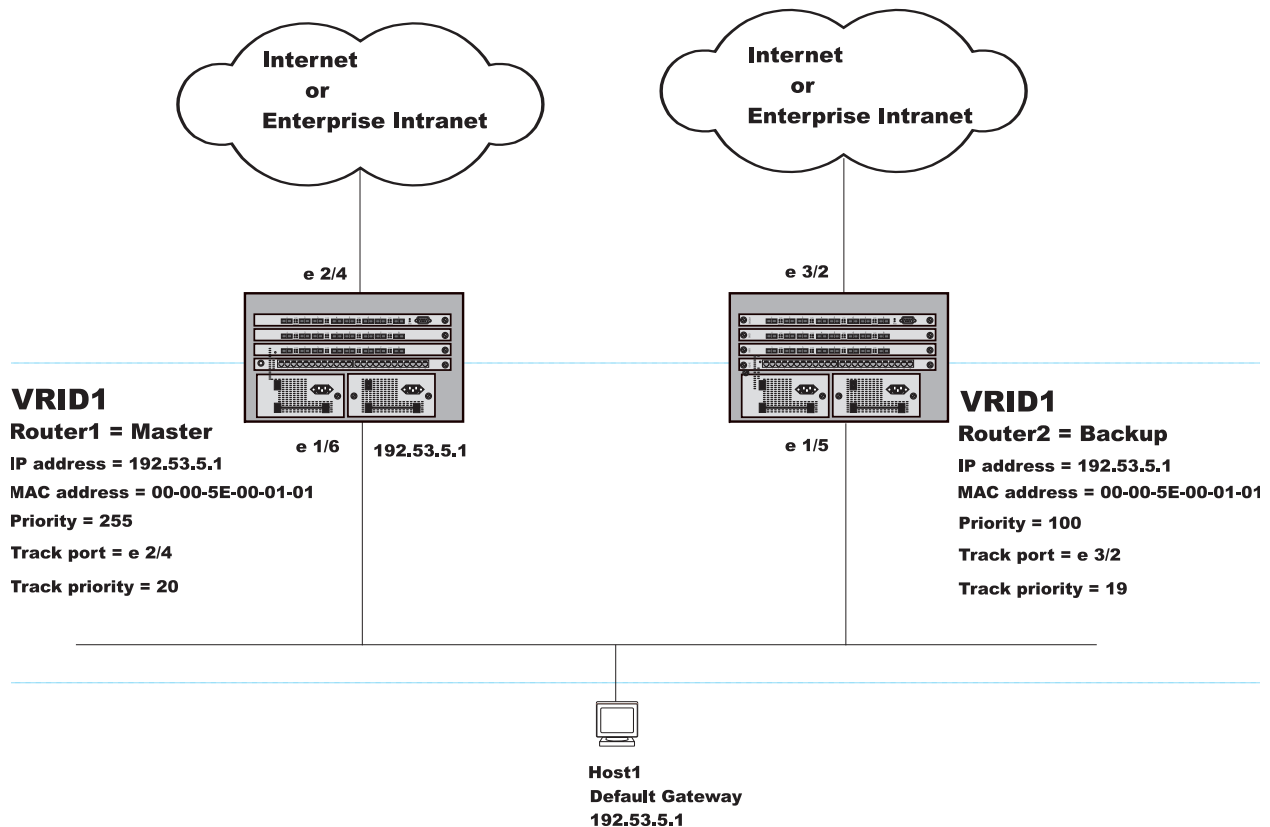 Internet
or
Enterprise Intranet
Internet
or
Enterprise Intranet
e 2/4
e 3/2
VRID1
Router1 = Master
IP address = 192.53.5.1
MAC address = 00-00-5E-00-01-01
Priority = 255
Track port = e 2/4
Track priority = 20
e 1/6
192.53.5.1
e 1/5
VRID1
Router2 = Backup
IP address = 192.53.5.1
MAC address = 00-00-5E-00-01-01
Priority = 100
Track port = e 3/2
Track priority = 19
Host1
Default Gateway
192.53.5.1